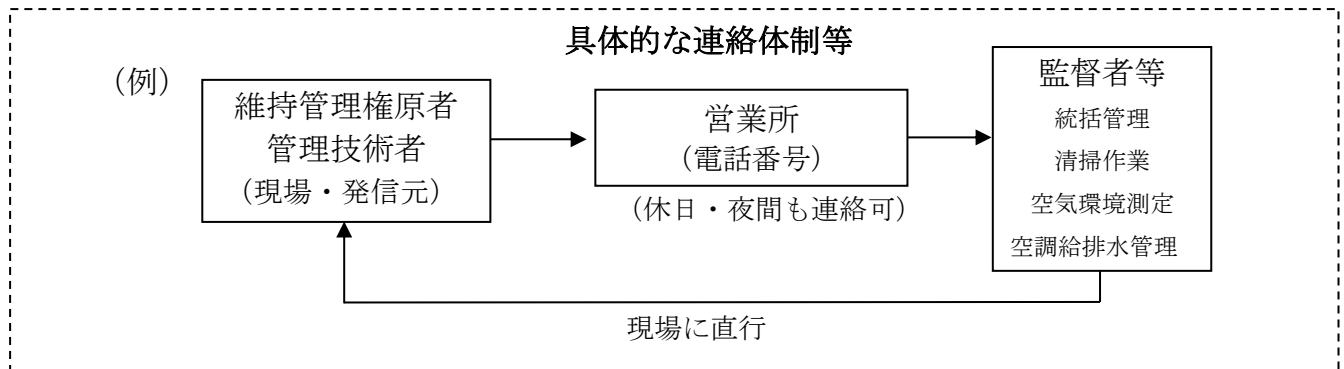 具体的な連絡体制等
（例）
維持管理権原者
管理技術者
（現場・発信元）
営業所
（電話番号）
（休日・夜間も連絡可）
監督者等
統括管理
清掃作業
空気環境測定
空調給排水管理
現場に直行